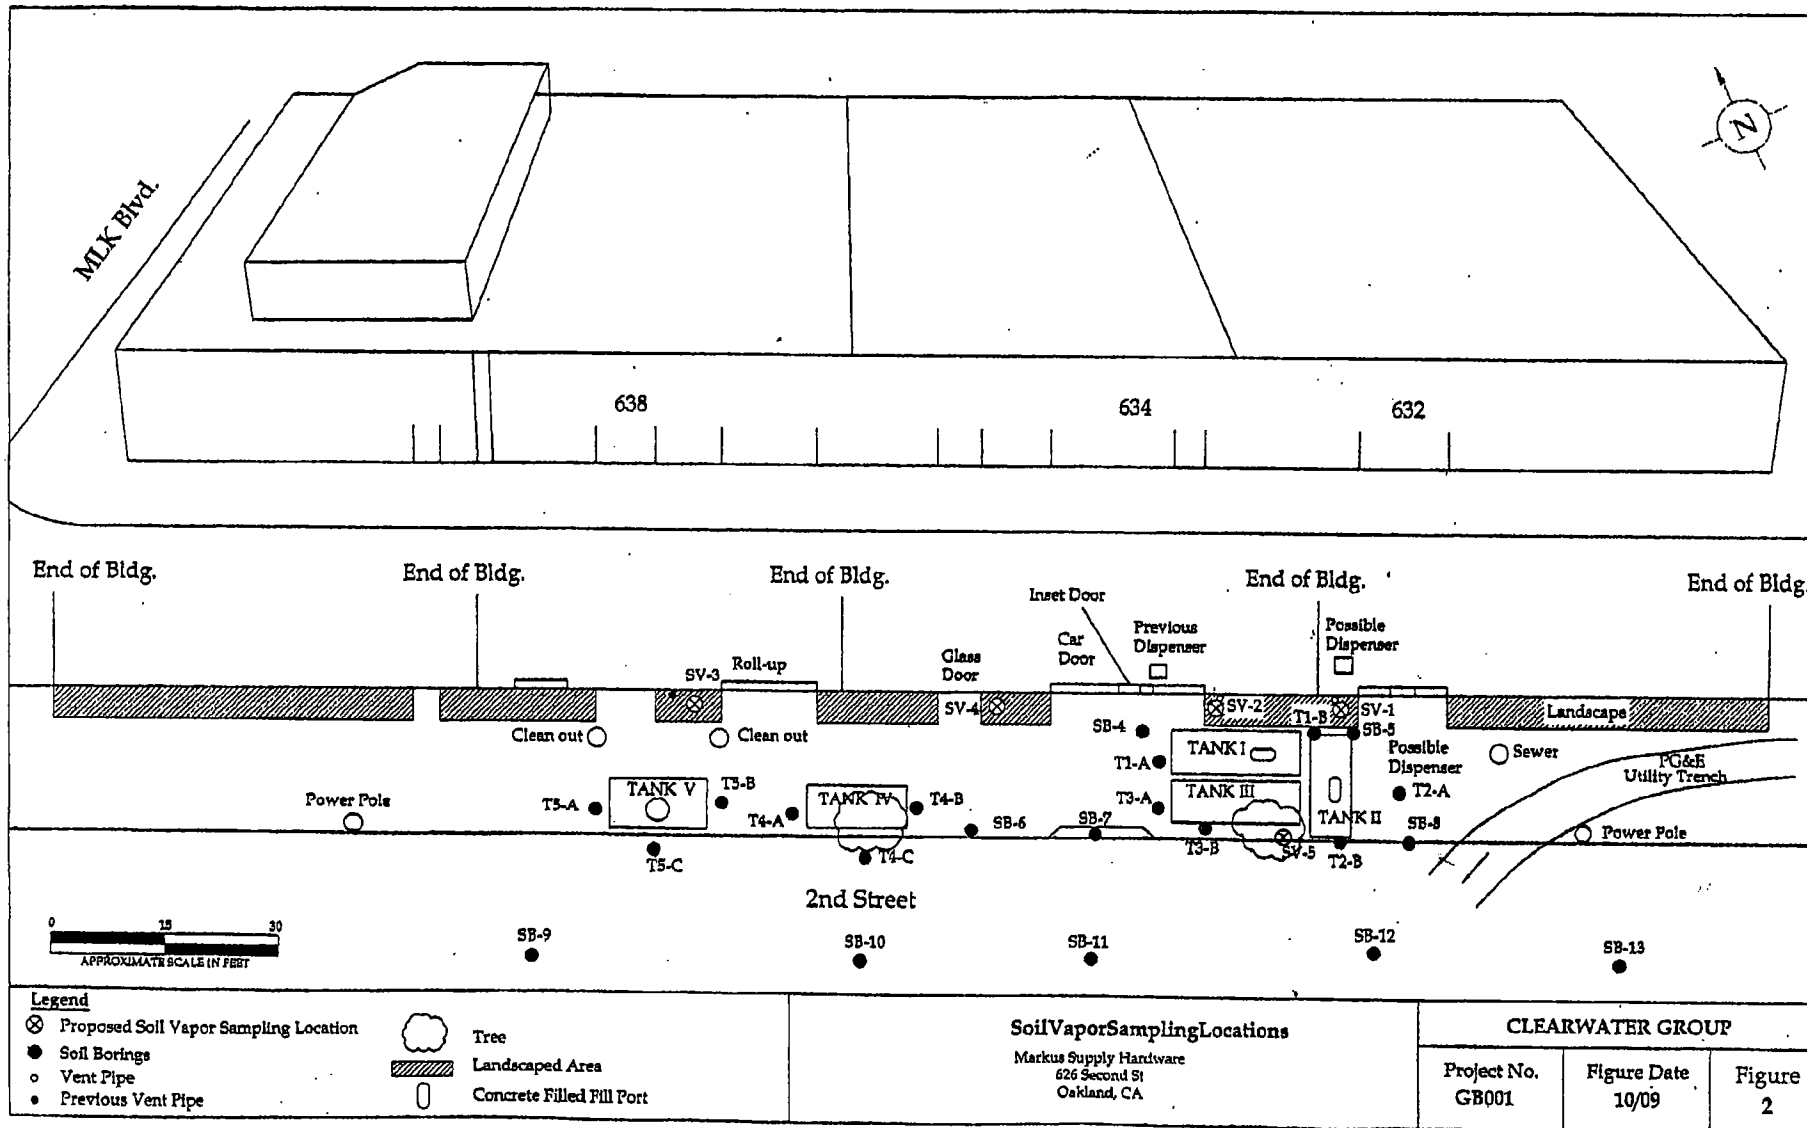 MLK Blvd.
N
638
634
632
End of Bldg.
End of Bldg.
End of Bldg.
End of Bldg.
End of Bldg.
Inset Door
Car
Door
Previous
Dispenser
Possible
Dispenser
Glass
Door
Roll-up
SV-3
SV-4
SV-2
SV-1
T1-B
SB-5
Landscape
Clean out
Clean out
SB-4
TANK I
T1-A
Possible
Dispenser
Sewer
PG&E
Utility Trench
Power Pole
T5-A
TANK V
T5-B
T4-A
TANK IV
T4-B
T3-A
TANK III
TANK II
T2-A
SB-6
SB-7
T3-B
SV-5
T2-B
SB-8
Power Pole
T5-C
T4-C
2nd Street
0 15 30
APPROXIMATE SCALE IN FEET
SB-9
SB-10
SB-11
SB-12
SB-13
Legend
Proposed Soil Vapor Sampling Location
Soil Borings
Vent Pipe
Previous Vent Pipe
Tree
Landscaped Area
Concrete Filled Fill Port
SoilVaporSamplingLocations
Markus Supply Hardware
626 Second St
Oakland, CA
CLEARWATER GROUP
Project No.
GB001
Figure Date
10/09
Figure
2